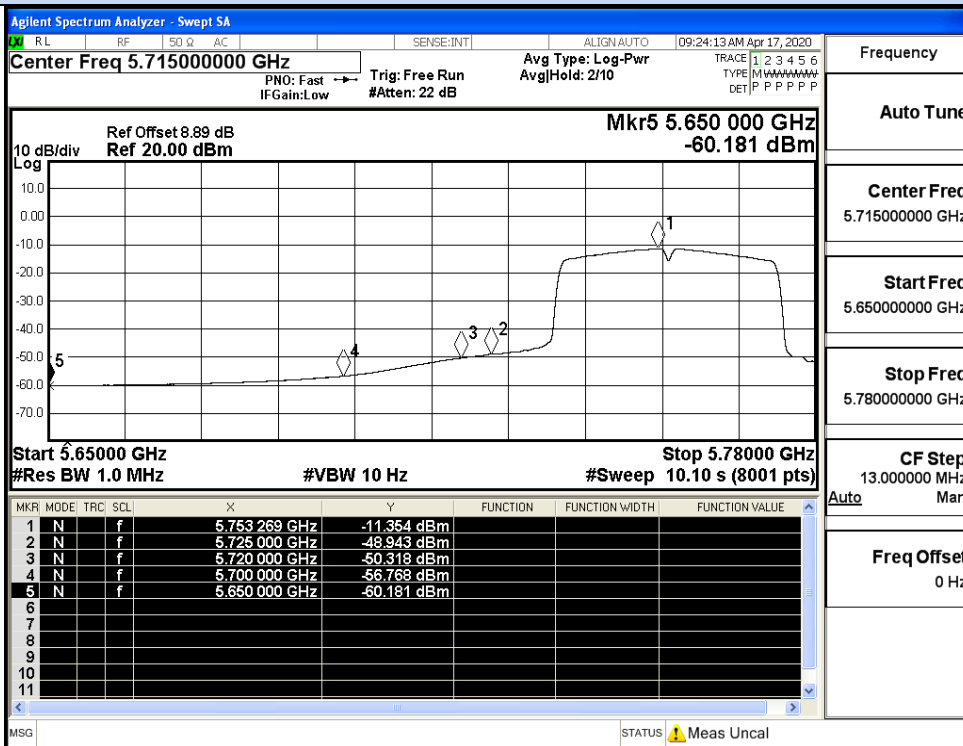 Agilent Spectrum Analyzer - Swept SA
LXI RL RF 50 Ω AC SENSE:INT ALIGN AUTO 09:24:13 AM Apr 17, 2020
Center Freq 5.715000000 GHz
PNO: Fast
IFGain:Low
Trig: Free Run
#Atten: 22 dB
Avg Type: Log-Pwr
Avg|Hold: 2/10
TRACE 1 2 3 4 5 6
TYPE M
DET P P P P P P
Mkr5 5.650 000 GHz
-60.181 dBm
Ref Offset 8.89 dB
10 dB/div Ref 20.00 dBm
Log
10.0
0.00
-10.0
-20.0
-30.0
-40.0
-50.0
-60.0
-70.0
1
2
3
4
5
Start 5.65000 GHz Stop 5.78000 GHz
#Res BW 1.0 MHz #VBW 10 Hz #Sweep 10.10 s (8001 pts)
MKR MODE TRC SCL X Y FUNCTION FUNCTION WIDTH FUNCTION VALUE
1 N f 5.753 269 GHz -11.354 dBm
2 N f 5.725 000 GHz -48.943 dBm
3 N f 5.720 000 GHz -50.318 dBm
4 N f 5.700 000 GHz -56.768 dBm
5 N f 5.650 000 GHz -60.181 dBm
6
7
8
9
10
11
MSG STATUS Meas Uncal
Frequency
Auto Tune
Center Freq
5.715000000 GHz
Start Freq
5.650000000 GHz
Stop Freq
5.780000000 GHz
CF Step
13.000000 MHz
Auto Man
Freq Offset
0 Hz